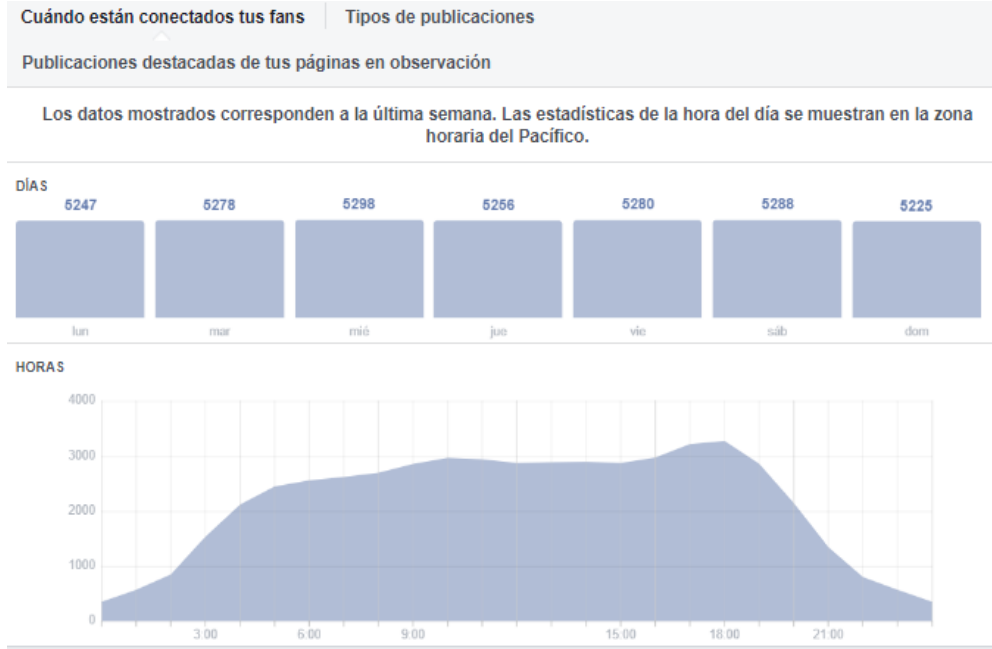 Cuándo están conectados tus fans Tipos de publicaciones
Publicaciones destacadas de tus páginas en observación
Los datos mostrados corresponden a la última semana. Las estadísticas de la hora del día se muestran en la zona
horaria del Pacífico.
DÍAS
5247 5278 5298 5256 5280 5288 5225
lun mar mié jue vie sáb dom
HORAS
4000
3000
2000
1000
0
3:00 6:00 9:00 15:00 18:00 21:00